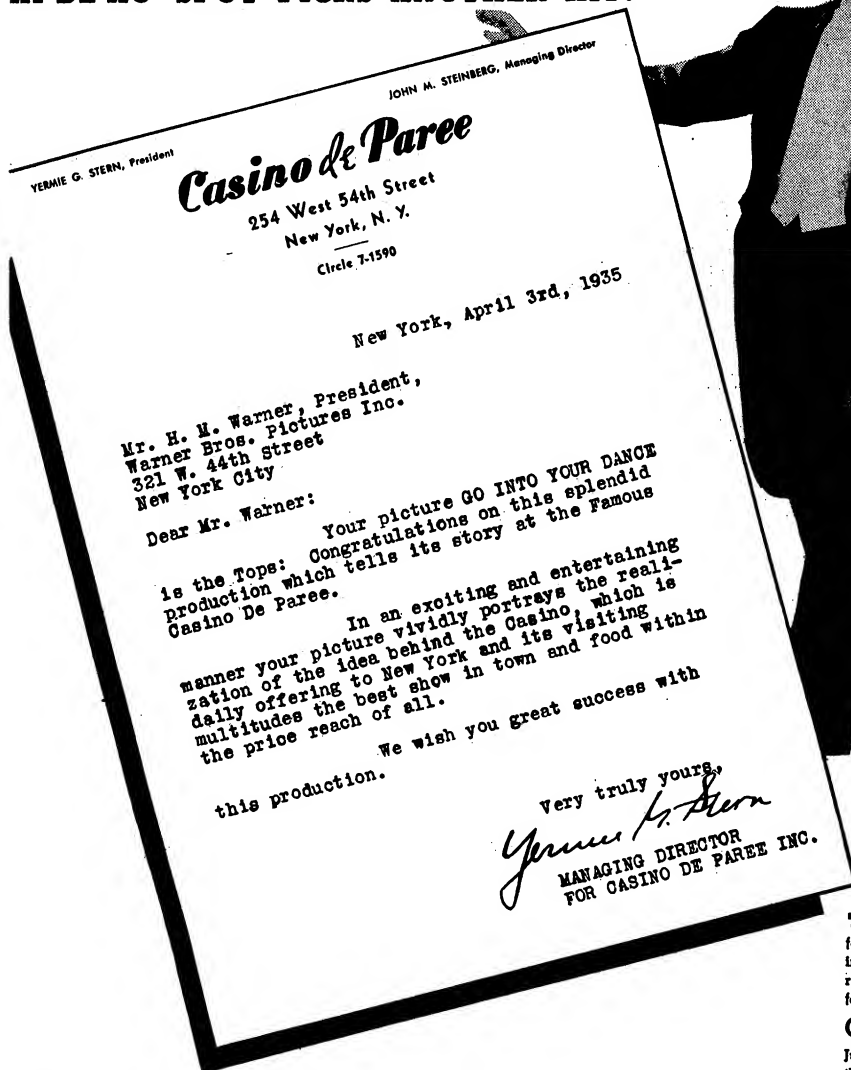 JOHN M. STEINBERG, Managing Director
YERMIE G. STERN, President
Casino de Paree
254 West 54th Street
New York, N. Y.
CIrcle 7-1590
New York, April 3rd, 1935
Mr. H. M. Warner, President,
Warner Bros. Pictures Inc.
321 W. 44th Street
New York City
Dear Mr. Warner:
Your picture GO INTO YOUR DANCE
is the Tops: Congratulations on this splendid
production which tells its story at the Famous
Casino De Paree.
In an exciting and entertaining
manner your picture vividly portrays the reali-
zation of the idea behind the Casino, which is
daily offering to New York and its visiting
multitudes the best show in town and food within
the price reach of all.
We wish you great success with
this production.
Very truly yours,
Yermie G. Stern
MANAGING DIRECTOR
FOR CASINO DE PAREE INC.